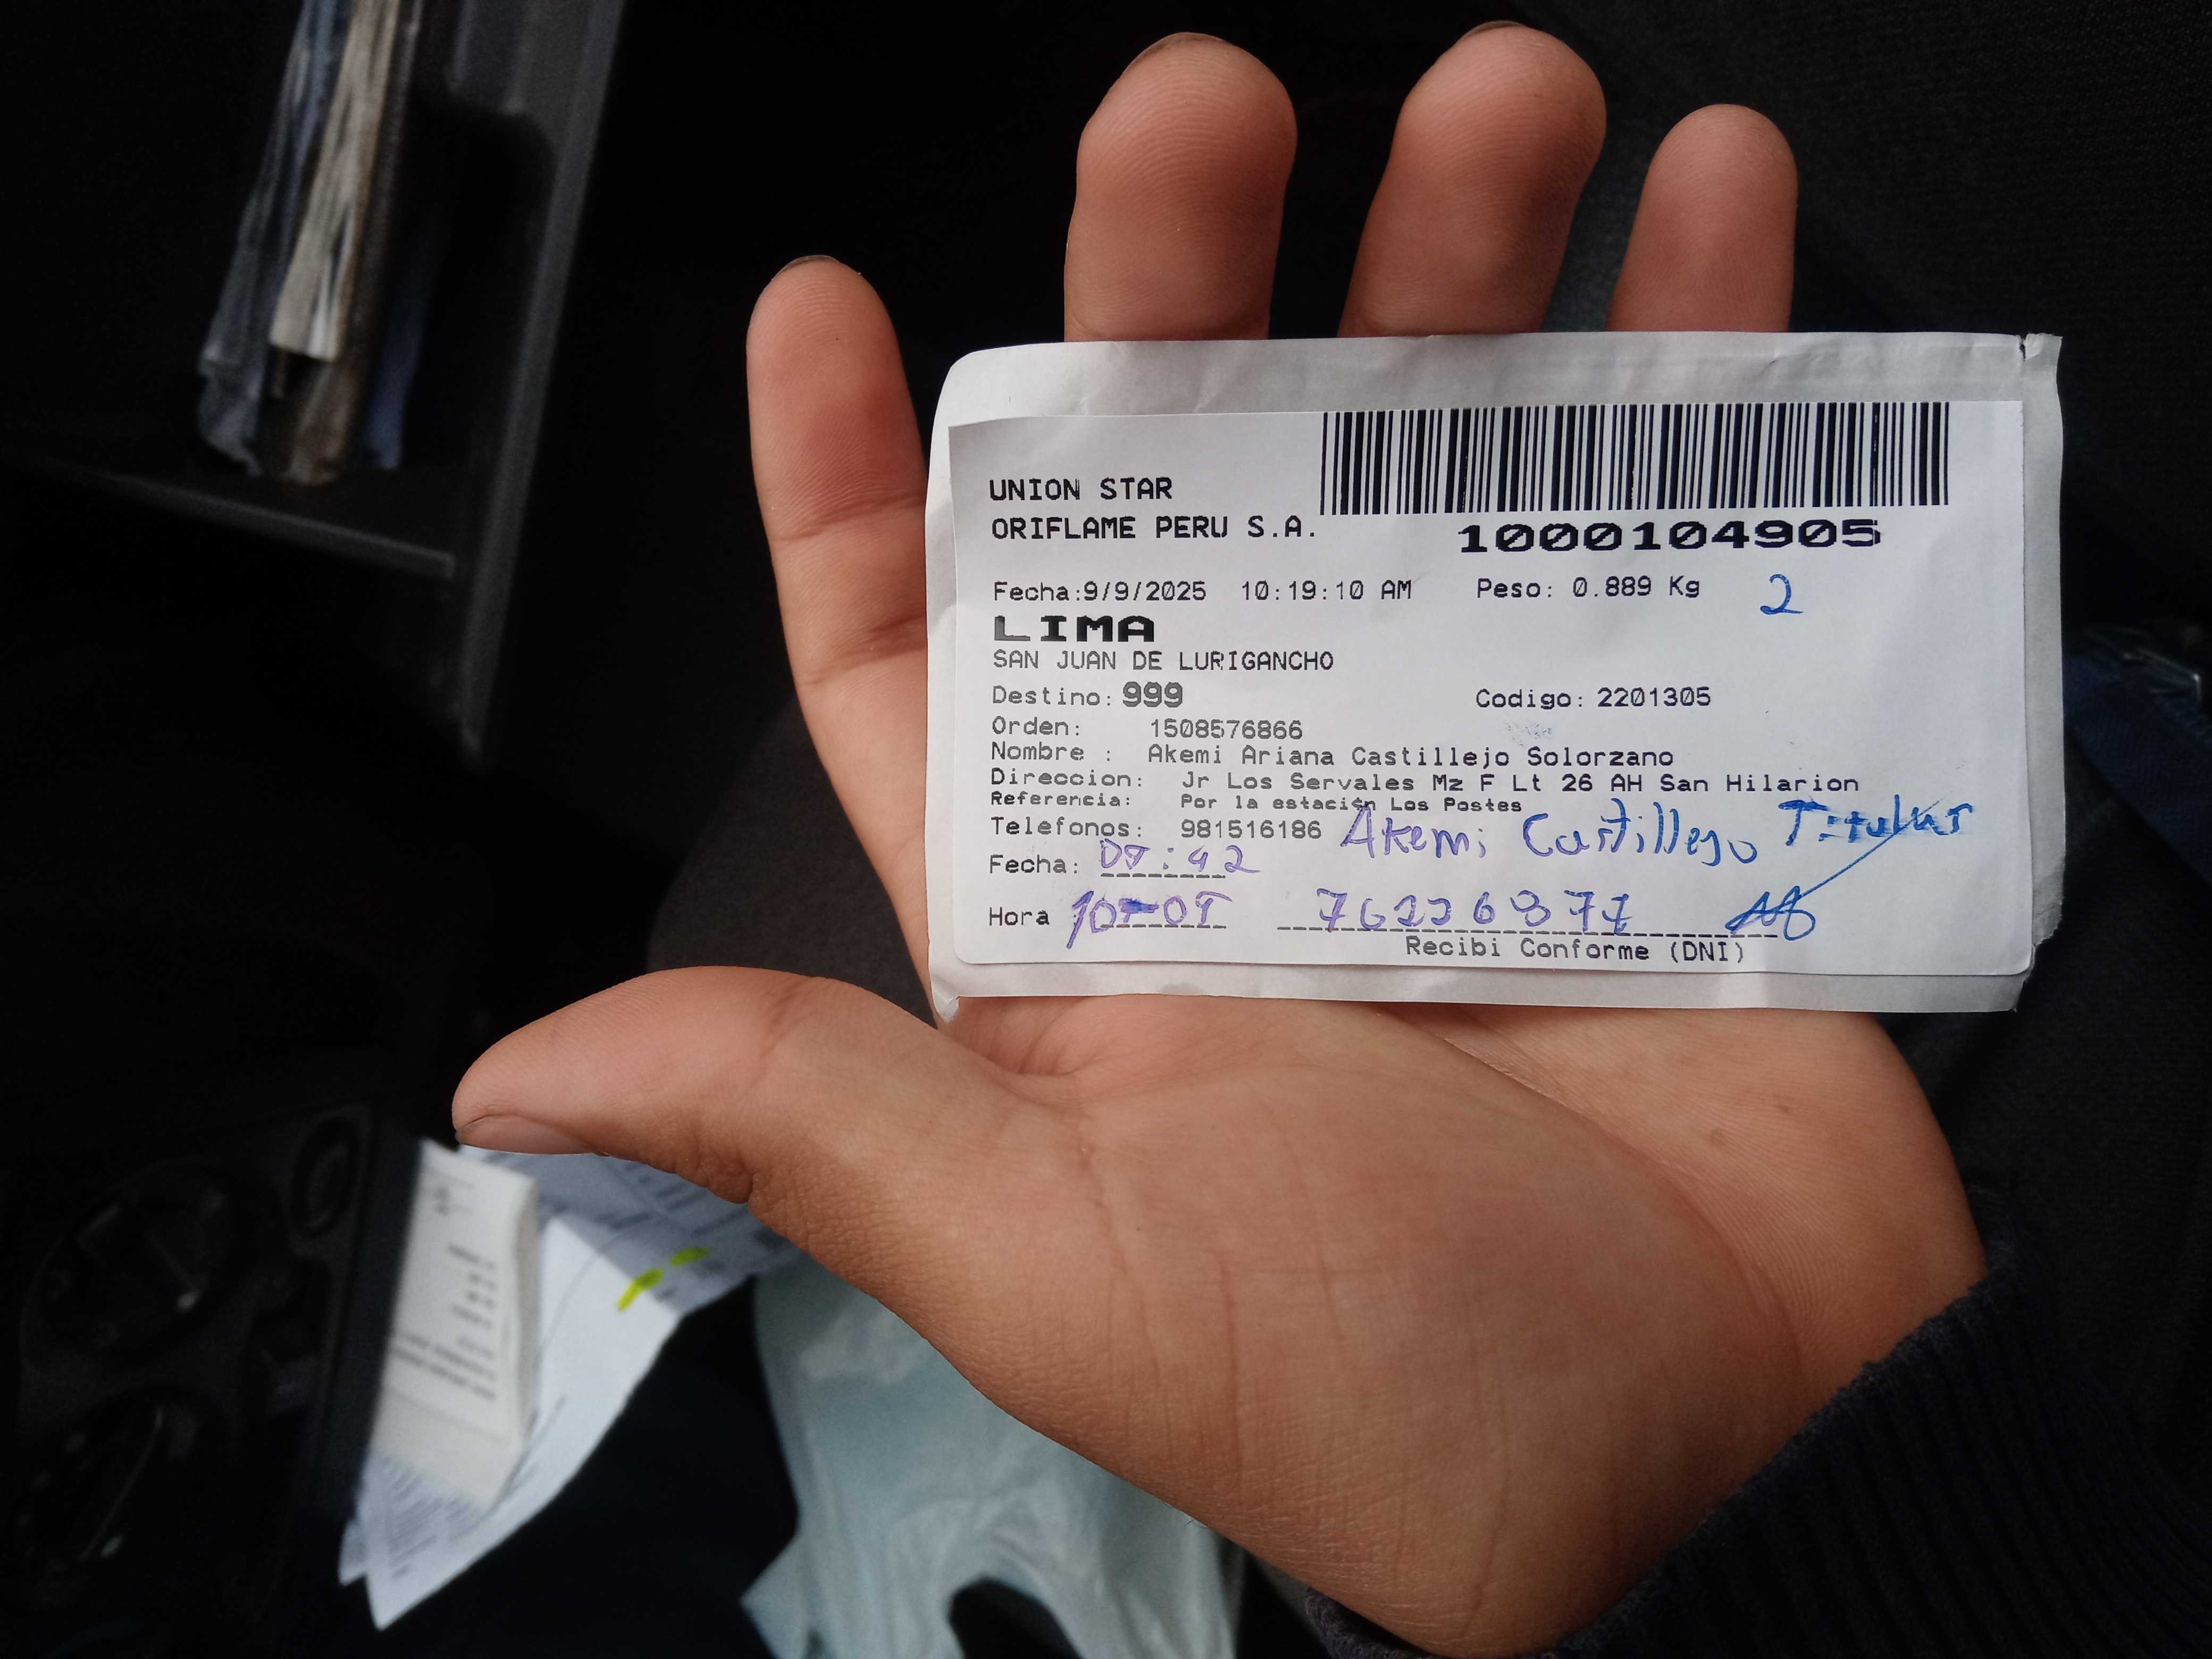 UNION STAR
ORIFLAME PERU S.A.
1000104905
Fecha:9/9/2025 10:19:10 AM Peso: 0.889 Kg 2
LIMA
SAN JUAN DE LURIGANCHO
Destino: 999 Codigo: 2201305
Orden: 1508576866
Nombre : Akemi Ariana Castillejo Solorzano
Direccion: Jr Los Servales Mz F Lt 26 AH San Hilarion
Referencia: Por la estación Los Postes
Telefonos: 981516186 Akemi Castillejo Titular
Fecha:
Hora
Recibi Conforme (DNI)